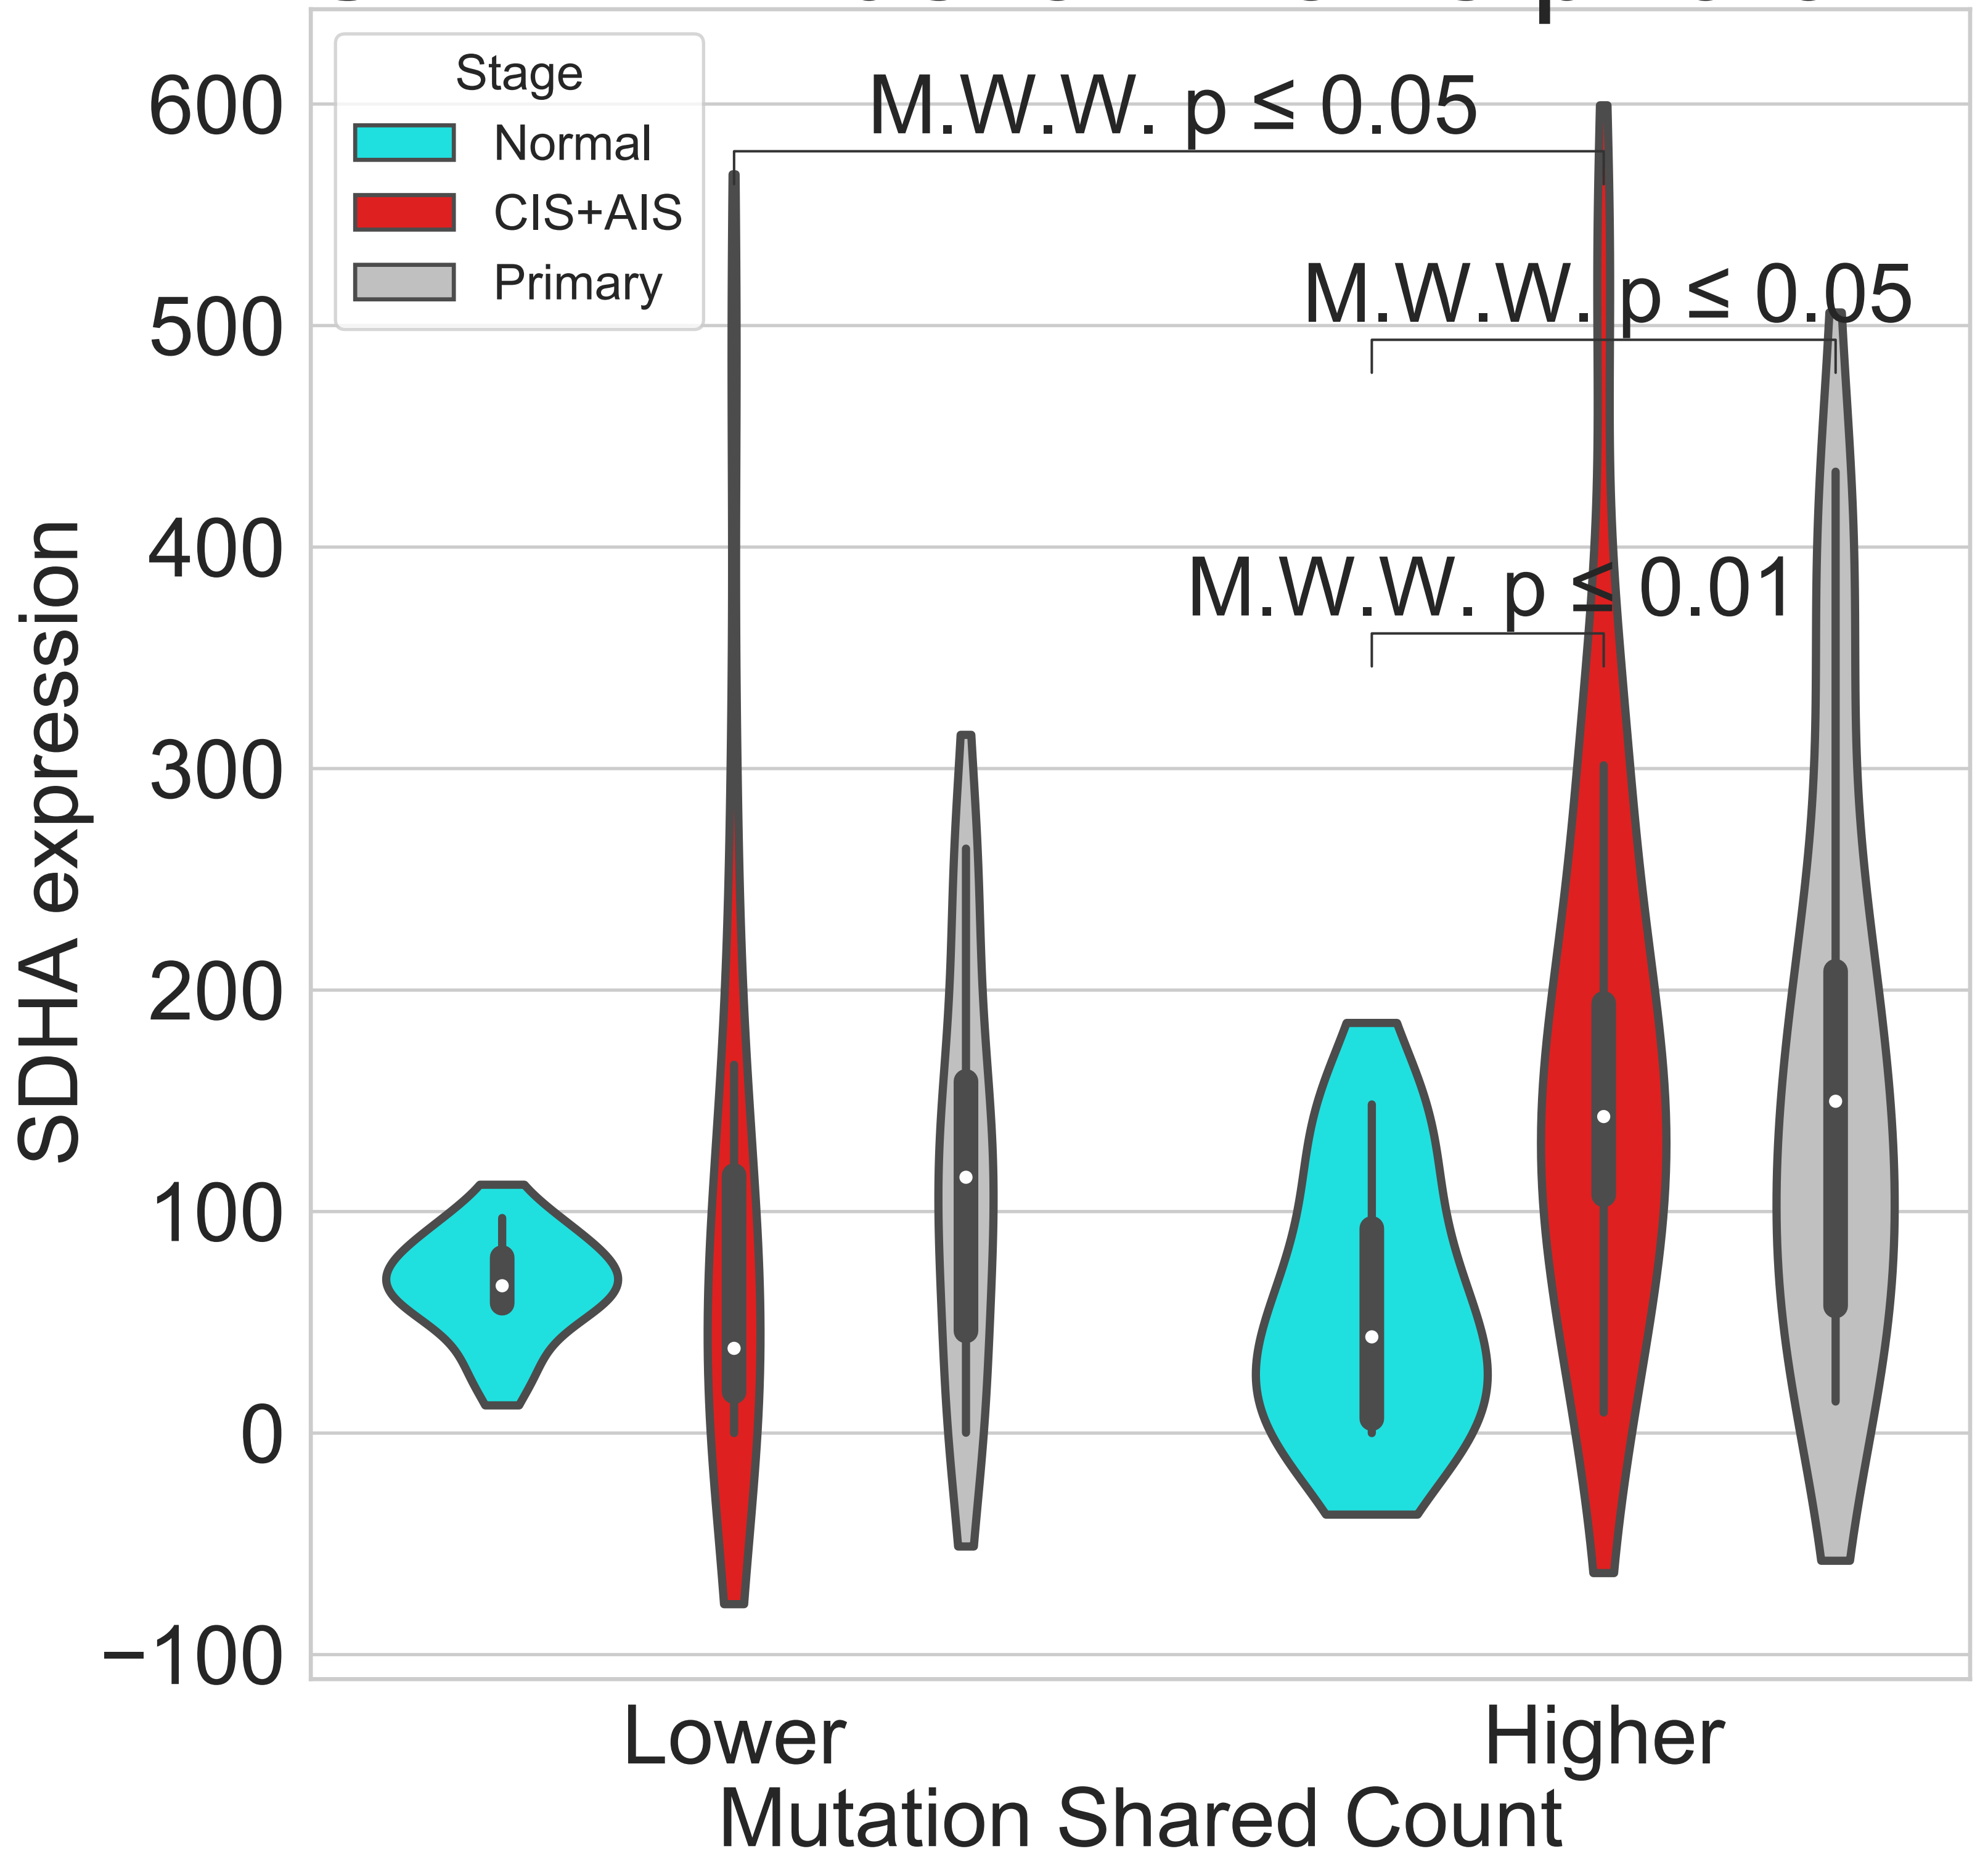 Stage
Normal
CIS+AIS
Primary
M.W.W. p ≤ 0.05
M.W.W. p ≤ 0.05
M.W.W. p ≤ 0.01
600
500
400
300
200
100
0
−100
SDHA expression
Lower
Higher
Mutation Shared Count